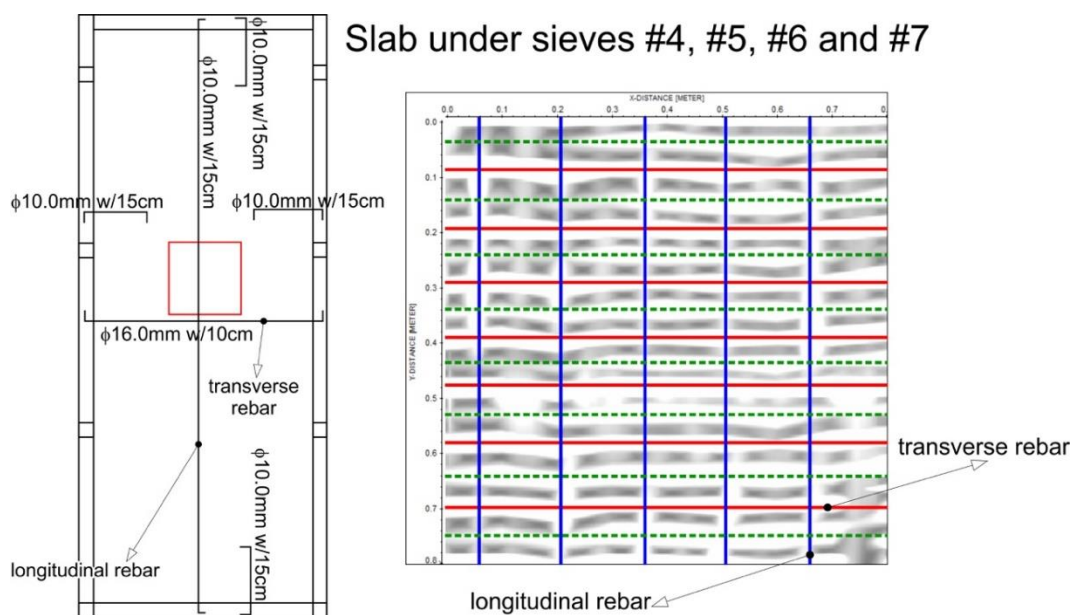 Slab under sieves #4, #5, #6 and #7
ϕ10.0mm w/15cm
ϕ10.0mm w/15cm
ϕ10.0mm w/15cm
ϕ10.0mm w/15cm
ϕ16.0mm w/10cm
transverse
rebar
ϕ10.0mm w/15cm
longitudinal rebar
X-DISTANCE [METER]
0.0 0.1 0.2 0.3 0.4 0.5 0.6 0.7 0.
Y-DISTANCE [METER]
0.0
0.1
0.2
0.3
0.4
0.5
0.6
0.7
0.8
transverse rebar
longitudinal rebar